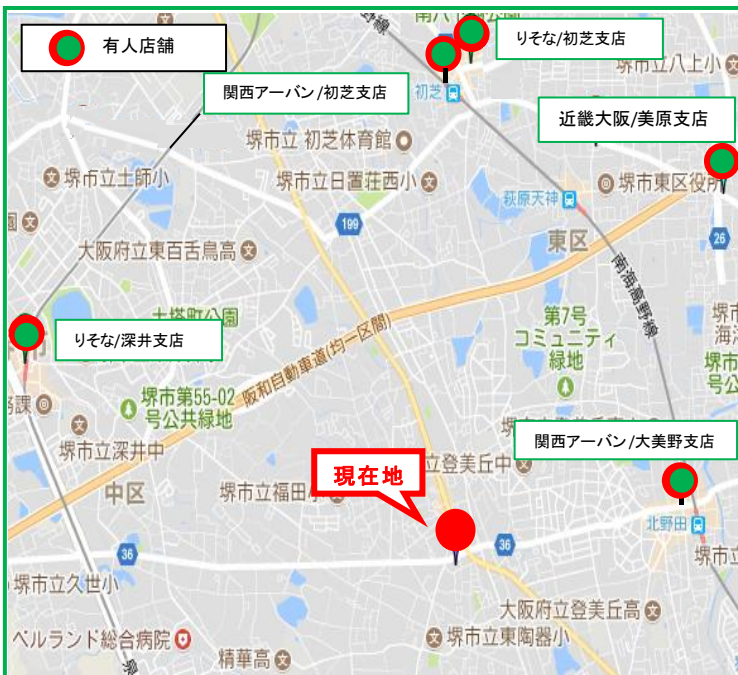 有人店舗
りそな/初芝支店
堺市立八上小
関西アーバン/初芝支店
初芝
近畿大阪/美原支店
堺市立 初芝体育館
堺市立土師小
堺市立日置荘西小
堺市東区役所
萩原天神
199
東区
26
大阪府立東百舌鳥高
南海高野線
土塔町公園
りそな/深井支店
阪和自動車道(均一区間)
第7号
コミュニティ
緑地
堺市第55-02
号公共緑地
堺市立深井中
関西アーバン/大美野支店
現在地
立登美丘中
中区
堺市立福田小
北野田
36
36
堺市立久世小
大阪府立登美丘高
ベルランド総合病院
堺市立東陶器小
精華高